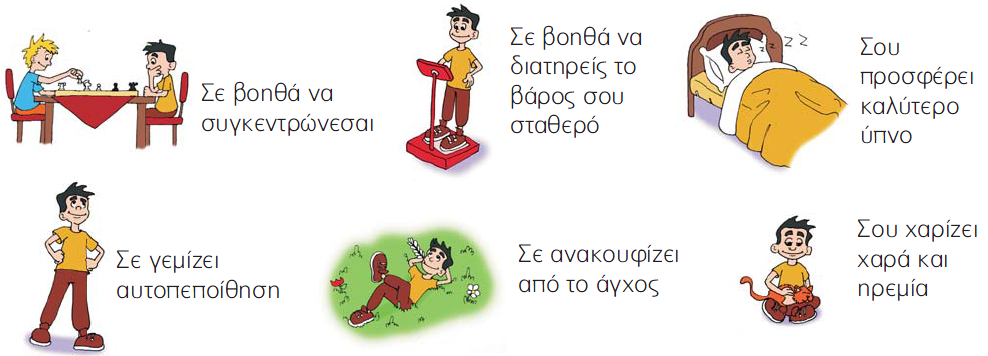 Σε βοηθά να
συγκεντρώνεσαι
Σε βοηθά να
διατηρείς το
βάρος σου
σταθερό
Σου
προσφέρει
καλύτερο
ύπνο
Σε γεμίζει
αυτοπεποίθηση
Σε ανακουφίζει
από το άγχος
Σου χαρίζει
χαρά και
ηρεμία